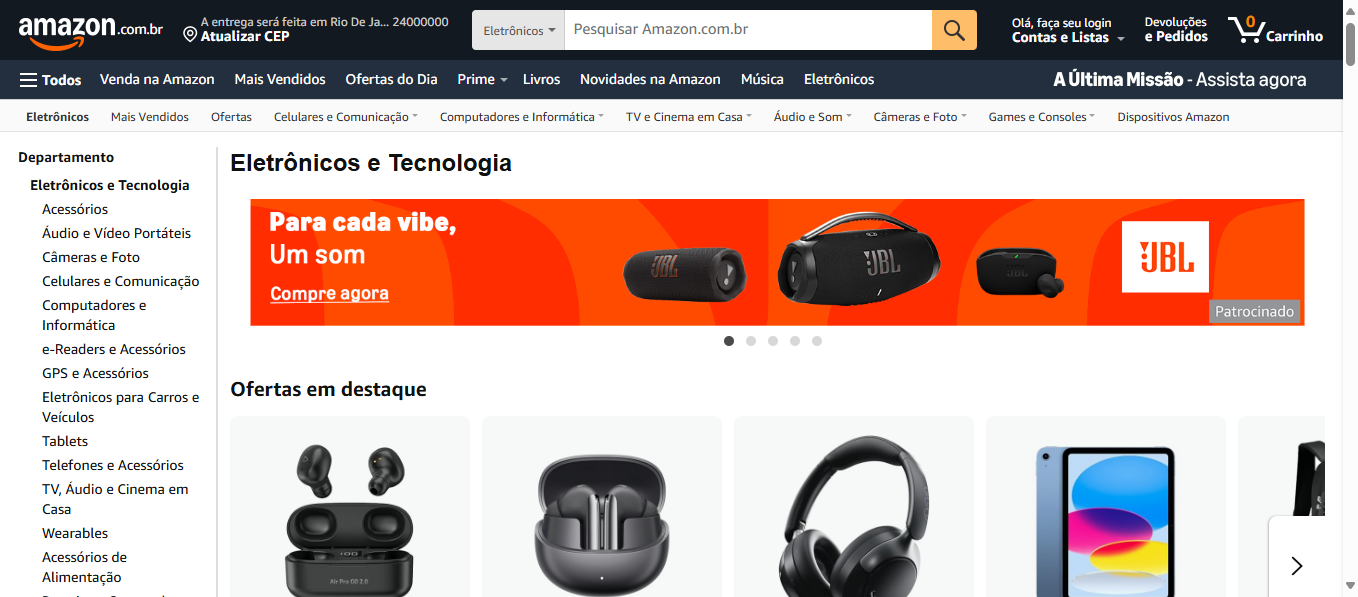 amazon.com.br
A entrega será feita em Rio De Ja... 24000000
Atualizar CEP
Eletrônicos
Pesquisar Amazon.com.br
Olá, faça seu login
Contas e Listas
Devoluções
e Pedidos
0
Carrinho
Todos
Venda na Amazon
Mais Vendidos
Ofertas do Dia
Prime
Livros
Novidades na Amazon
Música
Eletrônicos
A Última Missão - Assista agora
Eletrônicos
Mais Vendidos
Ofertas
Celulares e Comunicação
Computadores e Informática
TV e Cinema em Casa
Áudio e Som
Câmeras e Foto
Games e Consoles
Dispositivos Amazon
Departamento
Eletrônicos e Tecnologia
Acessórios
Áudio e Vídeo Portáteis
Câmeras e Foto
Celulares e Comunicação
Computadores e
Informática
e-Readers e Acessórios
GPS e Acessórios
Eletrônicos para Carros e
Veículos
Tablets
Telefones e Acessórios
TV, Áudio e Cinema em
Casa
Wearables
Acessórios de
Alimentação
Eletrônicos e Tecnologia
Para cada vibe,
Um som
Compre agora
JBL
JBL
JBL
JBL
Patrocinado
Ofertas em destaque